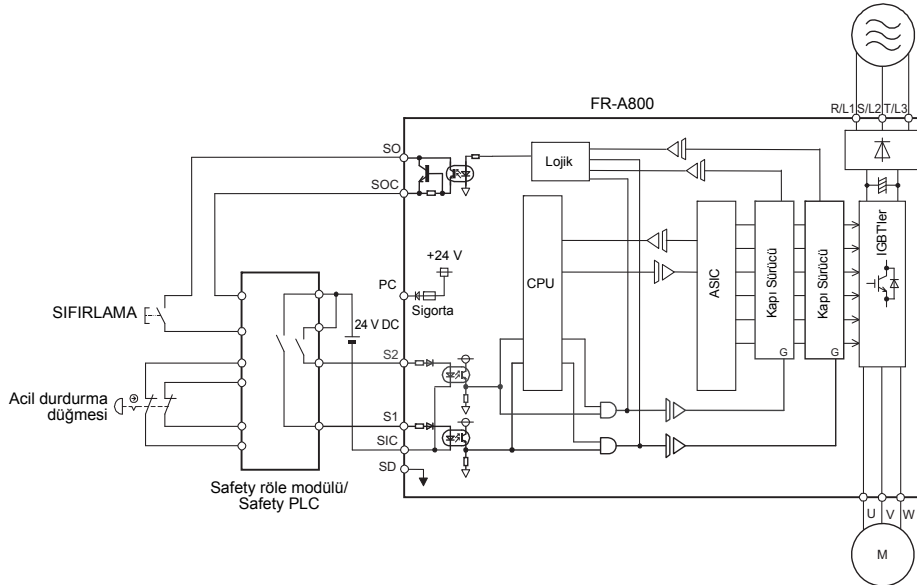 FR-A800
R/L1 S/L2 T/L3
SO
SOC
Lojik
+24 V
PC
Sigorta
CPU
ASIC
Kapı Sürücü
G
Kapı Sürücü
G
IGBT'ler
SIFIRLAMA
24 V DC
S2
Acil durdurma
düğmesi
S1
SIC
SD
Safety röle modülü/
Safety PLC
U V W
M